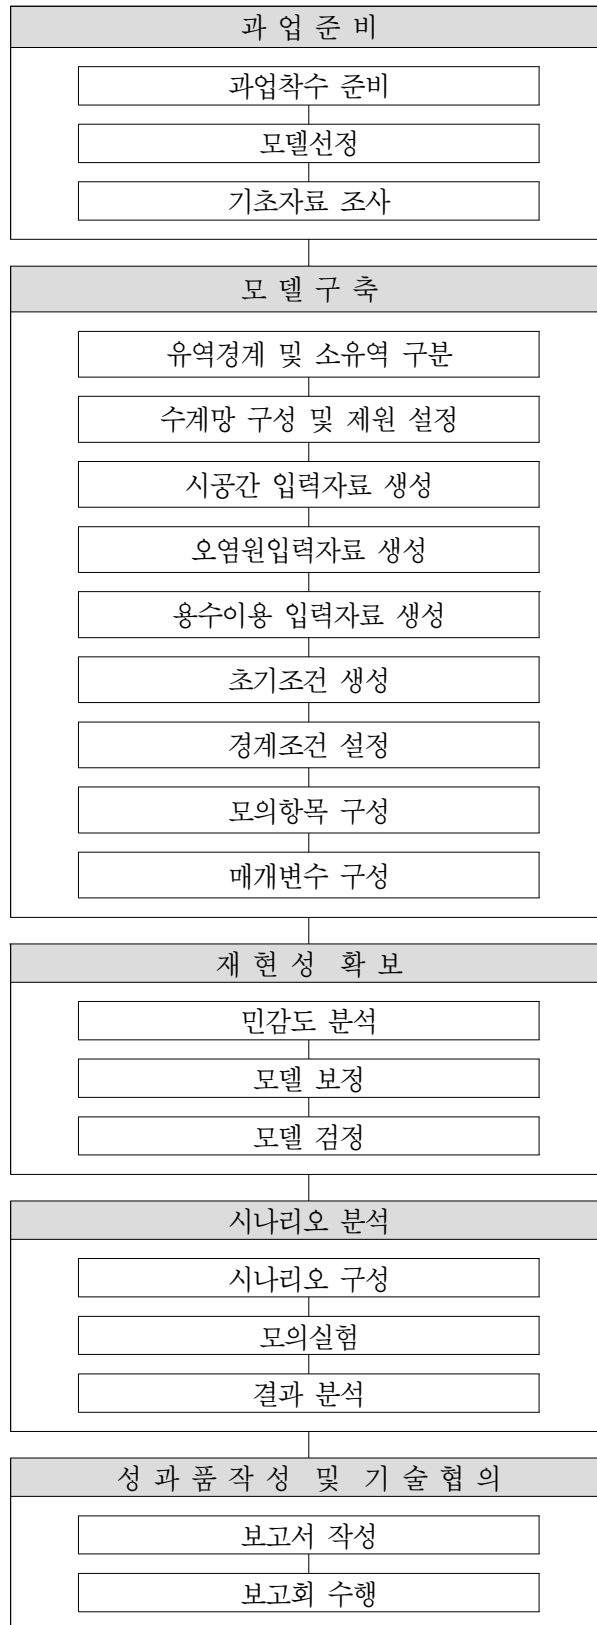 과 업 준 비
과업착수 준비
모델선정
기초자료 조사
모 델 구 축
유역경계 및 소유역 구분
수계망 구성 및 제원 설정
시공간 입력자료 생성
오염원입력자료 생성
용수이용 입력자료 생성
초기조건 생성
경계조건 설정
모의항목 구성
매개변수 구성
재 현 성 확 보
민감도 분석
모델 보정
모델 검정
시나리오 분석
시나리오 구성
모의실험
결과 분석
성 과 품 작 성 및 기 술 협 의
보고서 작성
보고회 수행